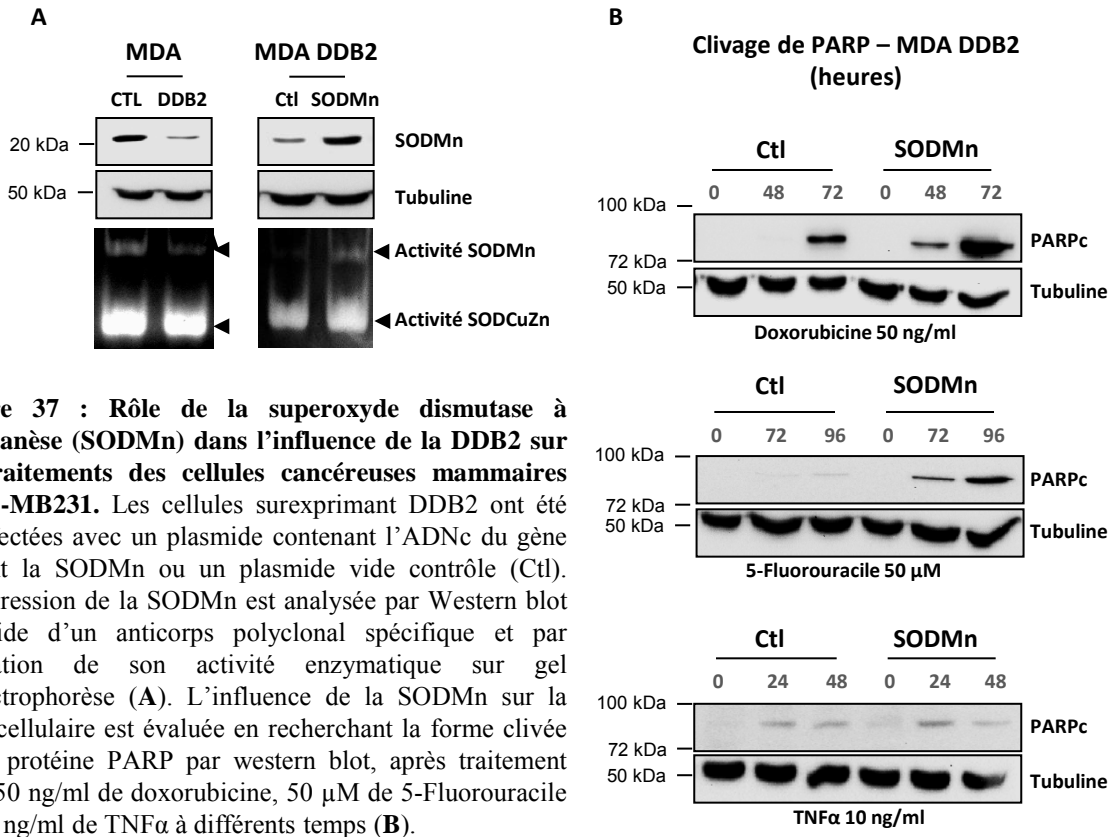 A
MDA
MDA DDB2
CTL DDB2
Ctl SODMn
20 kDa
SODMn
50 kDa
Tubuline
Activité SODMn
Activité SODCuZn
re 37 : Rôle de la superoxyde dismutase à
anèse (SODMn) dans l'influence de la DDB2 sur
raitements des cellules cancéreuses mammaires
-MB231. Les cellules surexprimant DDB2 ont été
ectées avec un plasmide contenant l'ADNc du gène
t la SODMn ou un plasmide vide contrôle (Ctl).
ression de la SODMn est analysée par Western blot
ide d'un anticorps polyclonal spécifique et par
ation de son activité enzymatique sur gel
ctrophorèse (A). L'influence de la SODMn sur la
cellulaire est évaluée en recherchant la forme clivée
protéine PARP par western blot, après traitement
50 ng/ml de doxorubicine, 50 µM de 5-Fluorouracile
ng/ml de TNFα à différents temps (B).
B
Clivage de PARP – MDA DDB2
(heures)
Ctl SODMn
0 48 72 0 48 72
100 kDa
PARPc
72 kDa
50 kDa
Tubuline
Doxorubicine 50 ng/ml
Ctl SODMn
0 72 96 0 72 96
100 kDa
PARPc
72 kDa
50 kDa
Tubuline
5-Fluorouracile 50 µM
Ctl SODMn
0 24 48 0 24 48
100 kDa
PARPc
72 kDa
50 kDa
Tubuline
TNFα 10 ng/ml